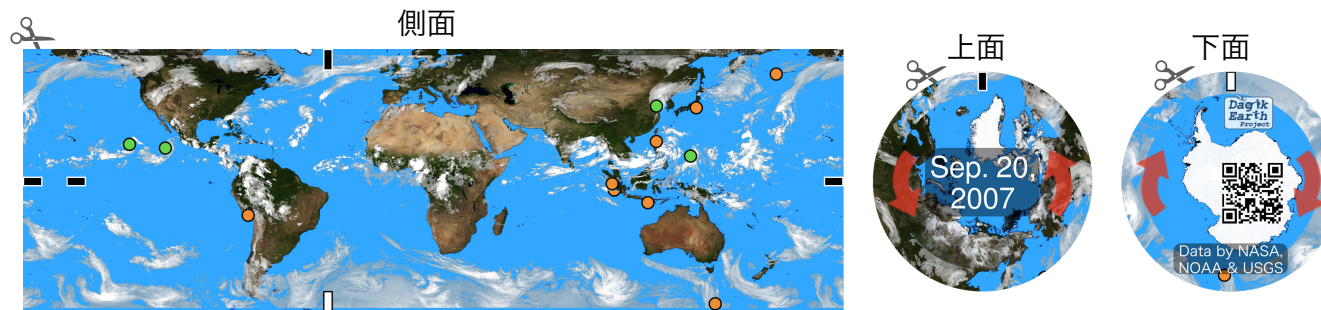 側面
上面
下面
Sep. 20,
2007
Dagik
Earth
Project
Data by NASA,
NOAA & USGS